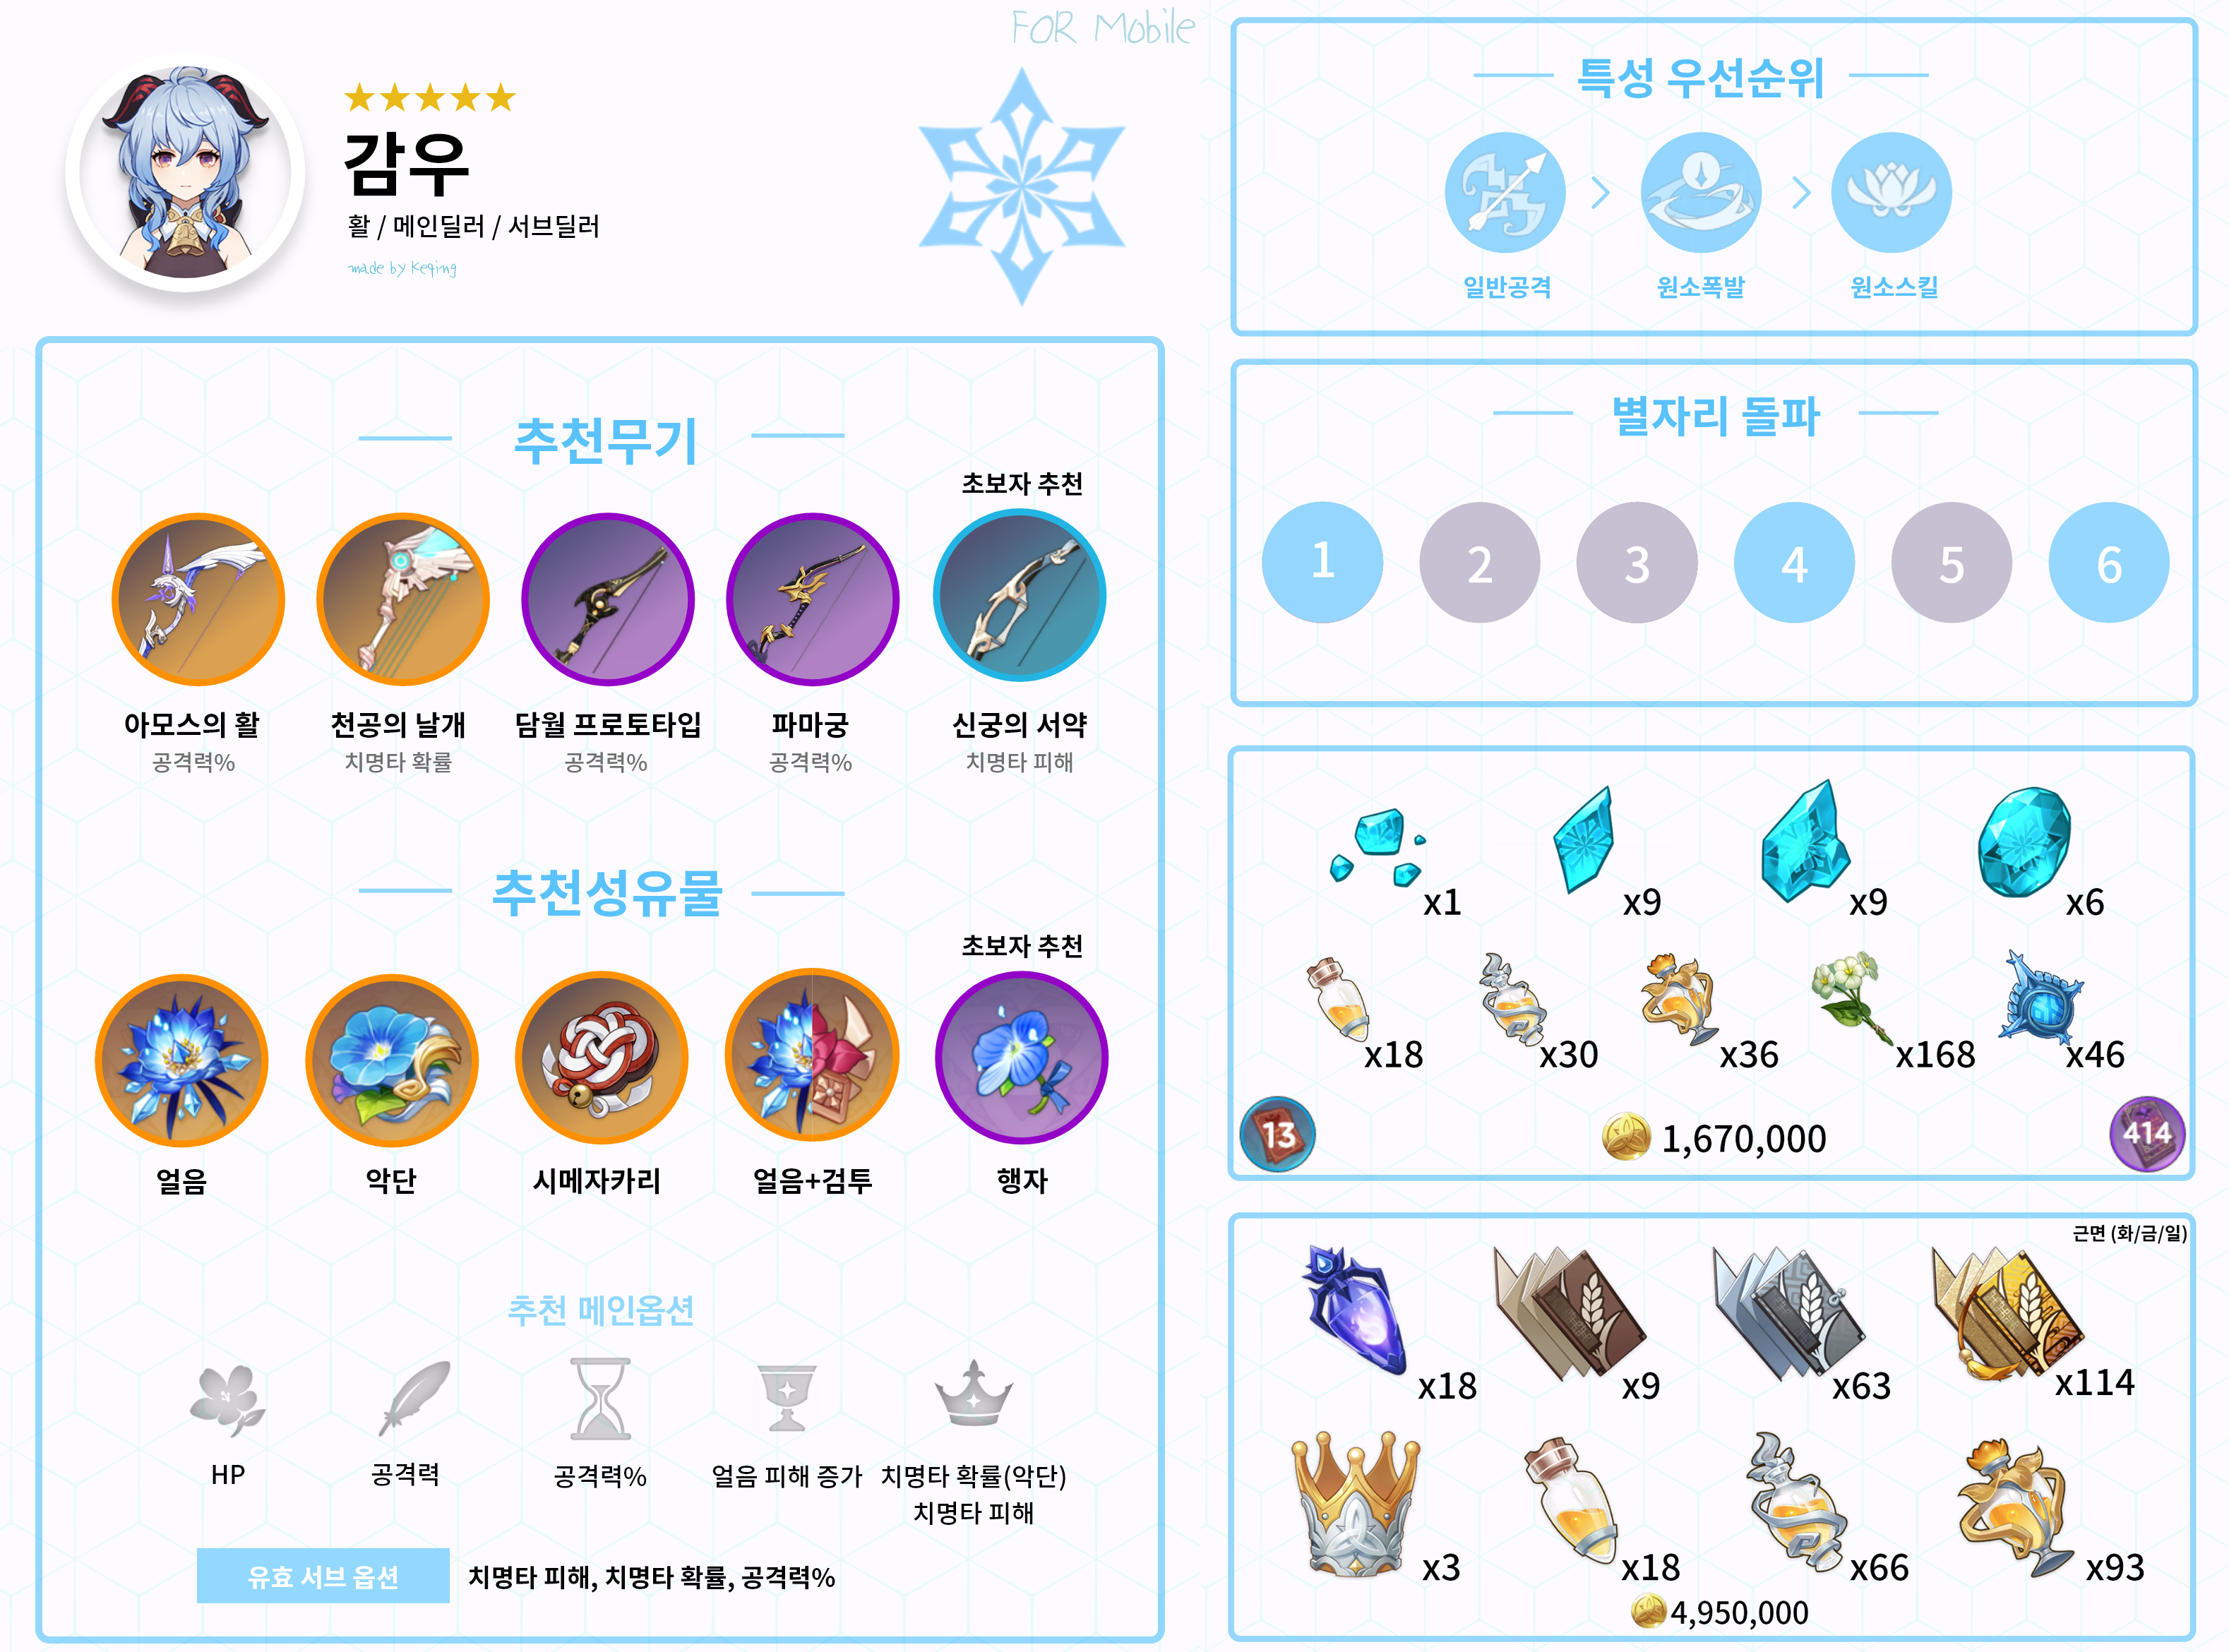 FOR Mobile
감우
활 / 메인딜러 / 서브딜러
made by Keqing
추천무기
초보자 추천
아모스의 활
공격력%
천공의 날개
치명타 확률
담월 프로토타입
공격력%
파마궁
공격력%
신궁의 서약
치명타 피해
추천성유물
초보자 추천
얼음
악단
시메자카리
얼음+검투
행자
추천 메인옵션
HP
공격력
공격력%
얼음 피해 증가
치명타 확률(악단)
치명타 피해
유효 서브 옵션
치명타 피해, 치명타 확률, 공격력%
특성 우선순위
일반공격
원소폭발
원소스킬
별자리 돌파
1 2 3 4 5 6
x1 x9 x9 x6
x18 x30 x36 x168 x46
13 1,670,000 414
근면 (화/금/일)
x18 x9 x63 x114
x3 x18 x66 x93
4,950,000